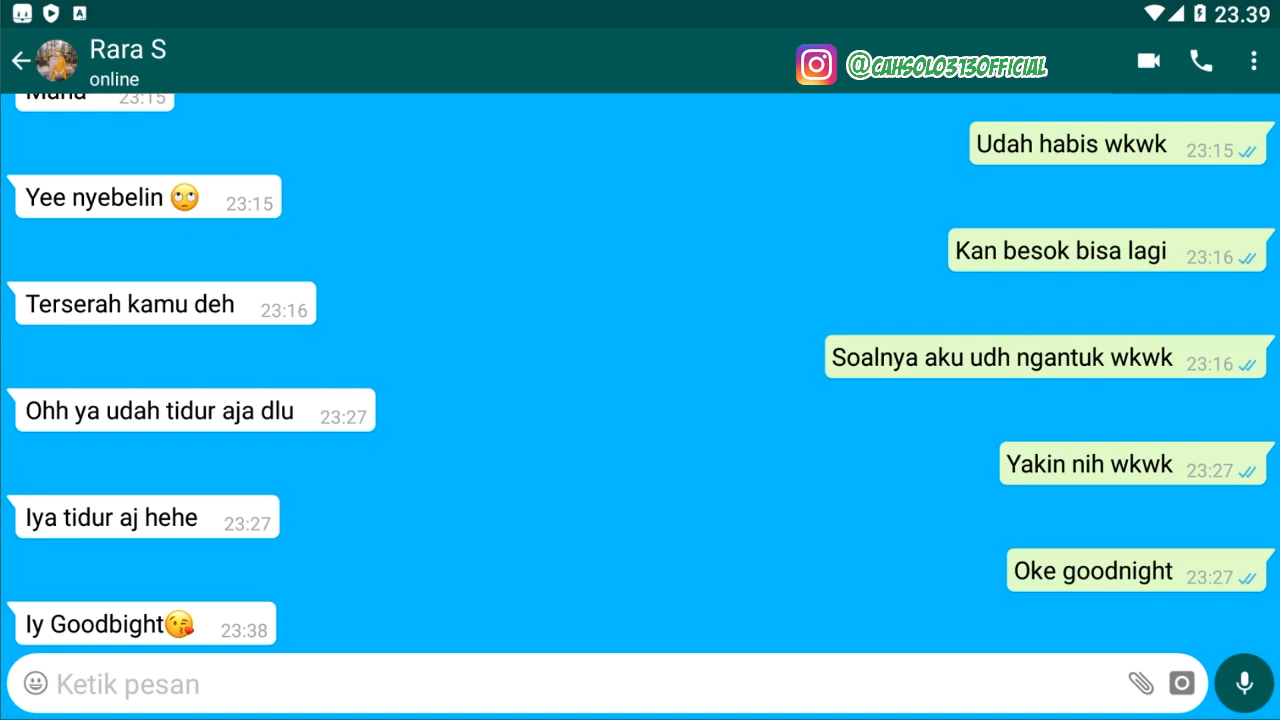 23.39
Rara S
online
@CAHSOLO313OFFICIAL
Mana 23:15
Udah habis wkwk 23:15
Yee nyebelin 🙄 23:15
Kan besok bisa lagi 23:16
Terserah kamu deh 23:16
Soalnya aku udh ngantuk wkwk 23:16
Ohh ya udah tidur aja dlu 23:27
Yakin nih wkwk 23:27
Iya tidur aj hehe 23:27
Oke goodnight 23:27
Iy Goodbight😘 23:38
Ketik pesan